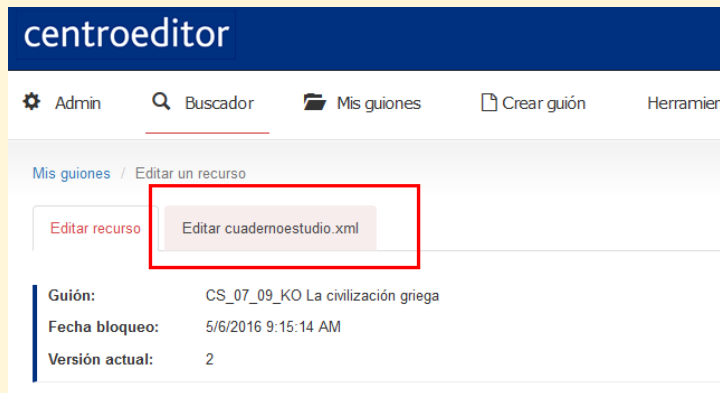 centroeditor
Admin Buscador Mis guiones Crear guión Herramier
Mis guiones / Editar un recurso
Editar recurso Editar cuadernoestudio.xml
Guión: CS_07_09_KO La civilización griega
Fecha bloqueo: 5/6/2016 9:15:14 AM
Versión actual: 2